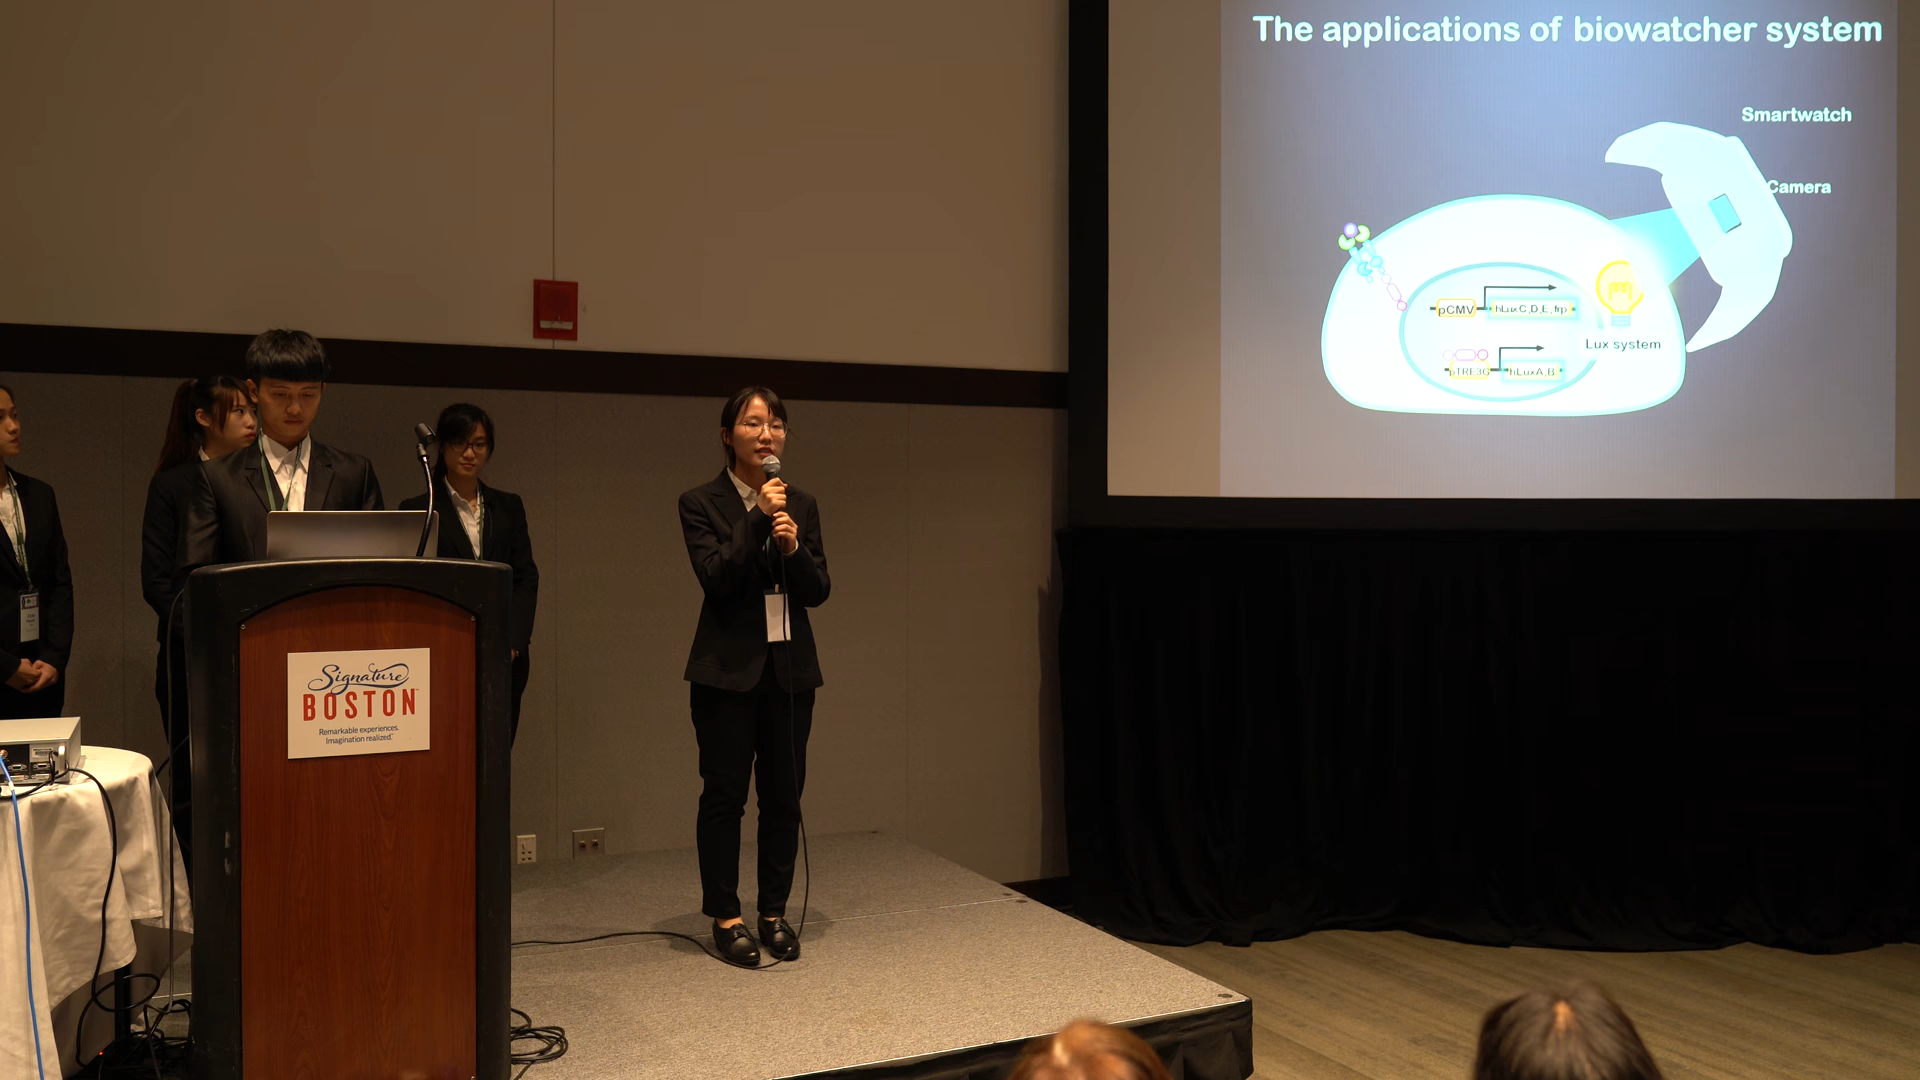 The applications of biowatcher system
Smartwatch
Camera
pCMV
hLux C,D,E, frp
Lux system
pTRE3G
hLuxA,B
Signature
BOSTON
Remarkable experiences.
Imagination realized.